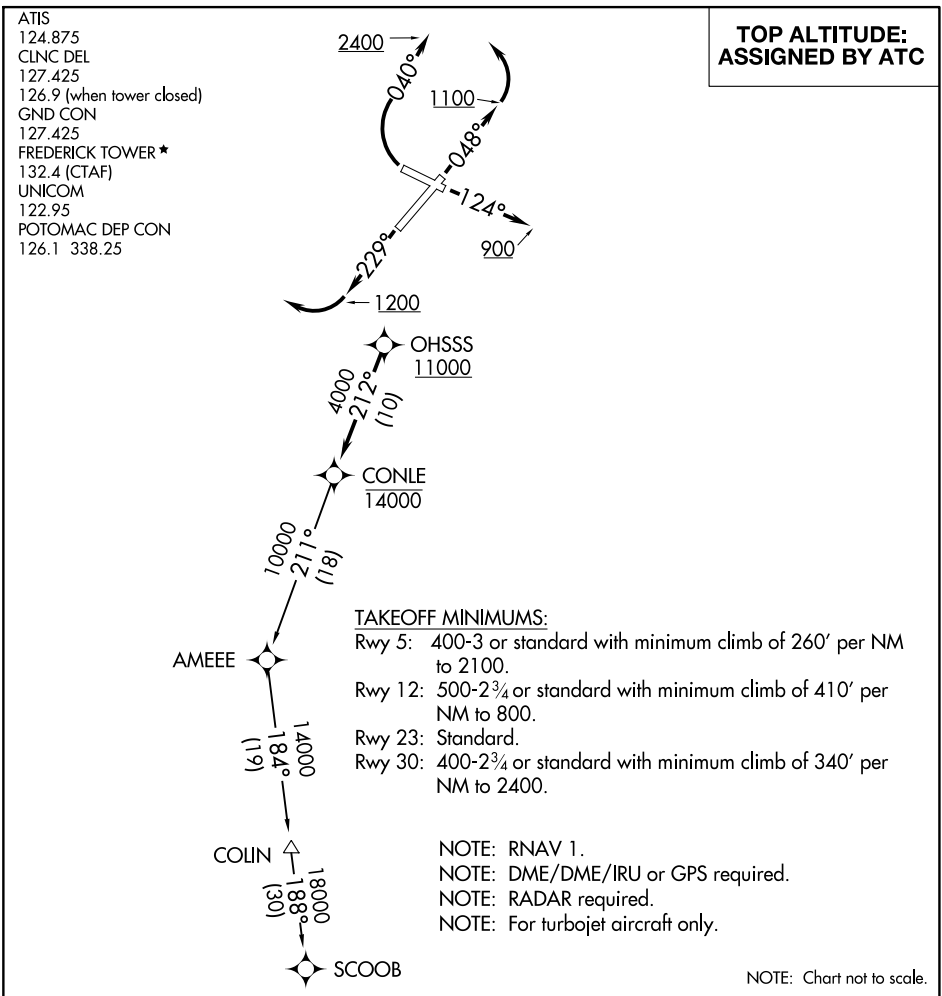 ATIS
124.875
CLNC DEL
127.425
126.9 (when tower closed)
GND CON
127.425
FREDERICK TOWER ★
132.4 (CTAF)
UNICOM
122.95
POTOMAC DEP CON
126.1 338.25
TOP ALTITUDE:
ASSIGNED BY ATC
2400
040°
1100
048°
124°
900
229°
1200
OHSSS
11000
4000
212°
(10)
CONLE
14000
10000
211°
(18)
AMEEE
14000
184°
(19)
COLIN
18000
188°
(30)
SCOOB
TAKEOFF MINIMUMS:
Rwy 5: 400-3 or standard with minimum climb of 260' per NM
to 2100.
Rwy 12: 500-2¾ or standard with minimum climb of 410' per
NM to 800.
Rwy 23: Standard.
Rwy 30: 400-2¾ or standard with minimum climb of 340' per
NM to 2400.
NOTE: RNAV 1.
NOTE: DME/DME/IRU or GPS required.
NOTE: RADAR required.
NOTE: For turbojet aircraft only.
NOTE: Chart not to scale.